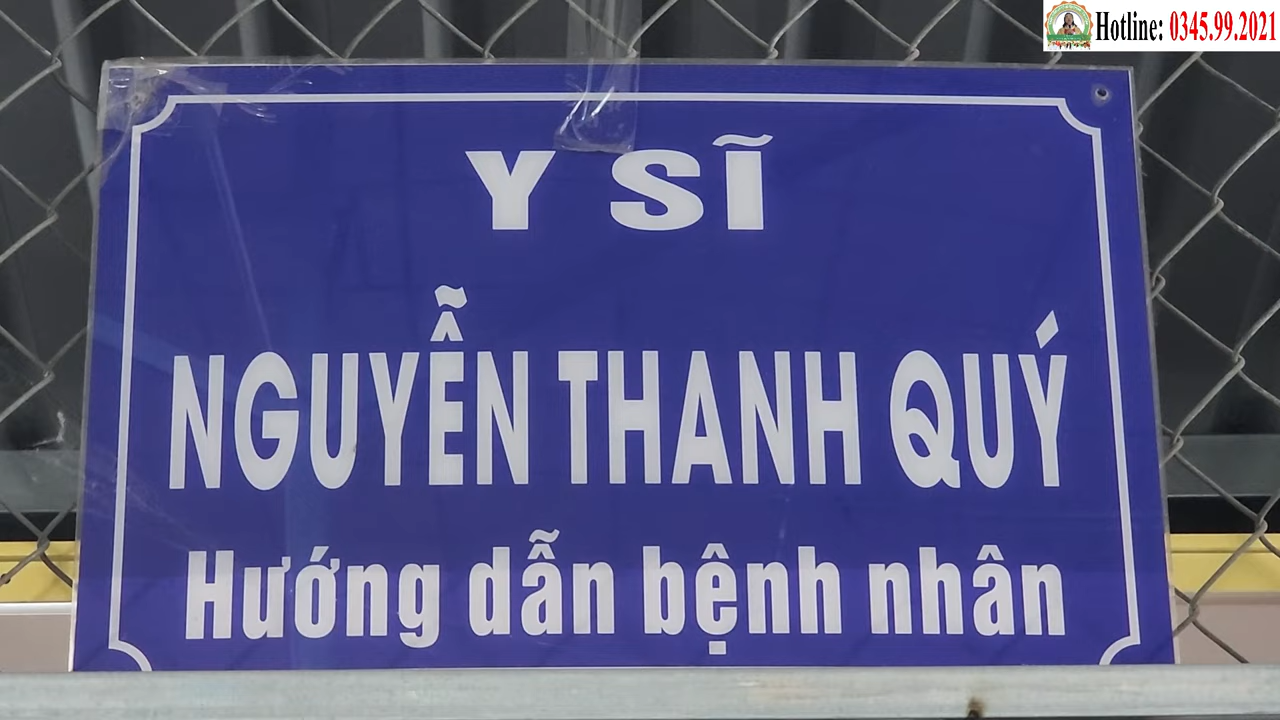 Hotline: 0345.99.2021
Y SĨ
NGUYỄN THANH QUÝ
Hướng dẫn bệnh nhân